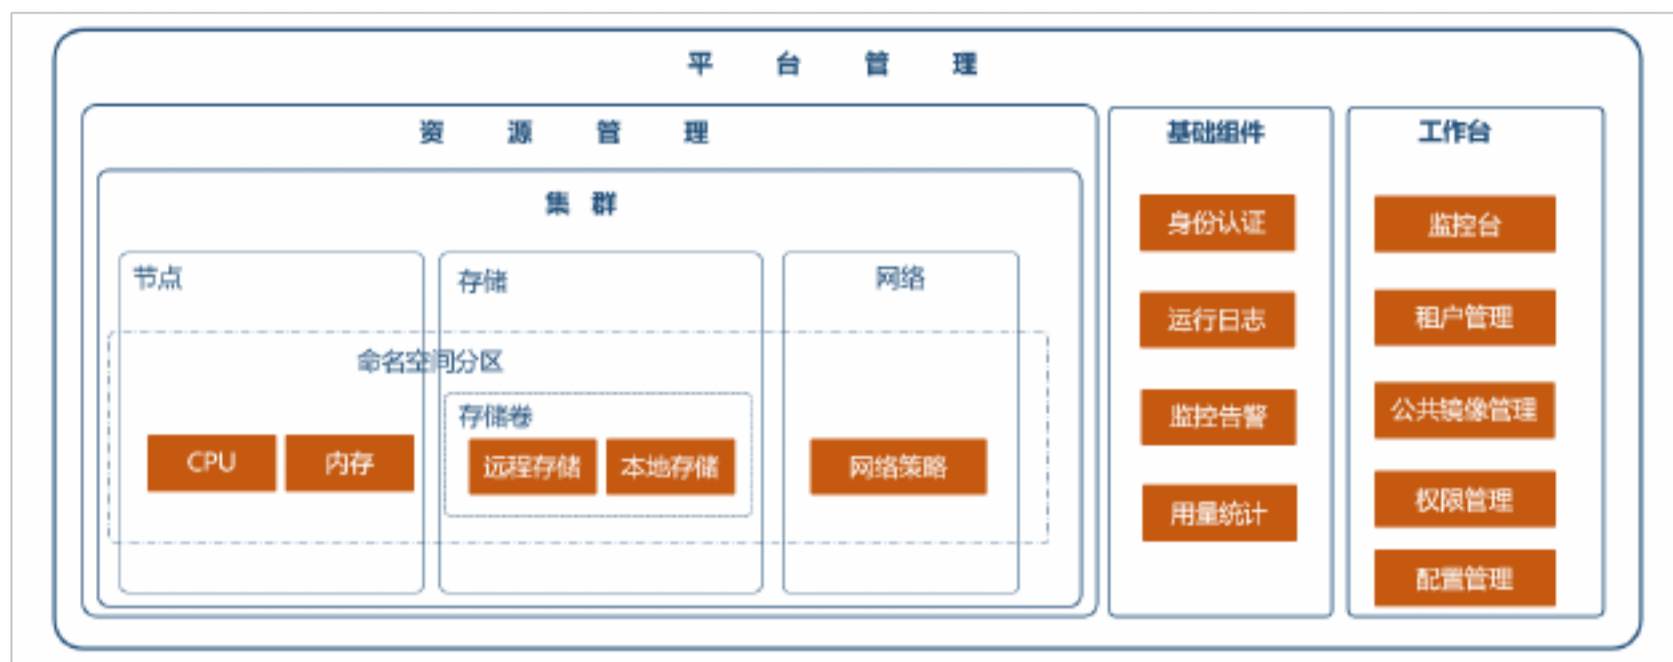 平台管理
资源管理
集群
节点
存储
网络
命名空间分区
存储卷
CPU
内存
远程存储
本地存储
网络策略
基础组件
身份认证
运行日志
监控告警
用量统计
工作台
监控台
租户管理
公共镜像管理
权限管理
配置管理